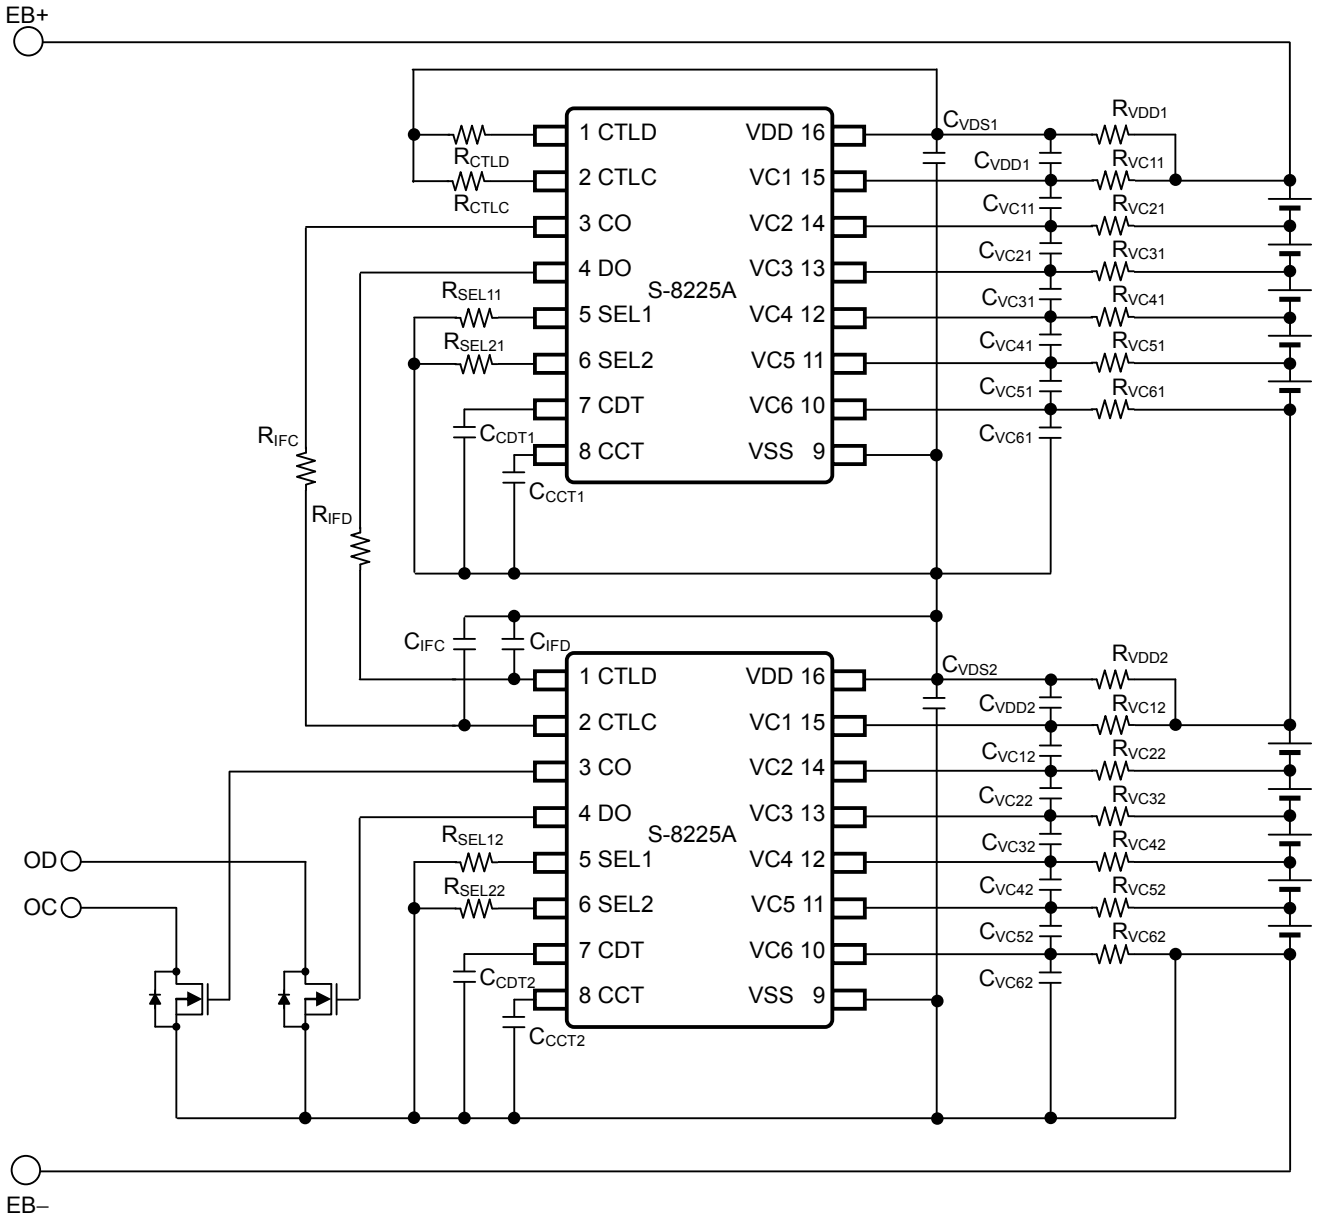 EB+
1 CTLD
2 CTLC
3 CO
4 DO
5 SEL1
6 SEL2
7 CDT
8 CCT
VDD 16
VC1 15
VC2 14
VC3 13
VC4 12
VC5 11
VC6 10
VSS 9
S-8225A
RCTLD
RCTLC
RSEL11
RSEL21
CCDT1
CCCT1
RIFC
RIFD
CVDS1
CVDD1
CVC11
CVC21
CVC31
CVC41
CVC51
CVC61
RVDD1
RVC11
RVC21
RVC31
RVC41
RVC51
RVC61
CIFC
CIFD
1 CTLD
2 CTLC
3 CO
4 DO
5 SEL1
6 SEL2
7 CDT
8 CCT
VDD 16
VC1 15
VC2 14
VC3 13
VC4 12
VC5 11
VC6 10
VSS 9
S-8225A
RSEL12
RSEL22
CCDT2
CCCT2
CVDS2
CVDD2
CVC12
CVC22
CVC32
CVC42
CVC52
CVC62
RVDD2
RVC12
RVC22
RVC32
RVC42
RVC52
RVC62
OD
OC
EB−